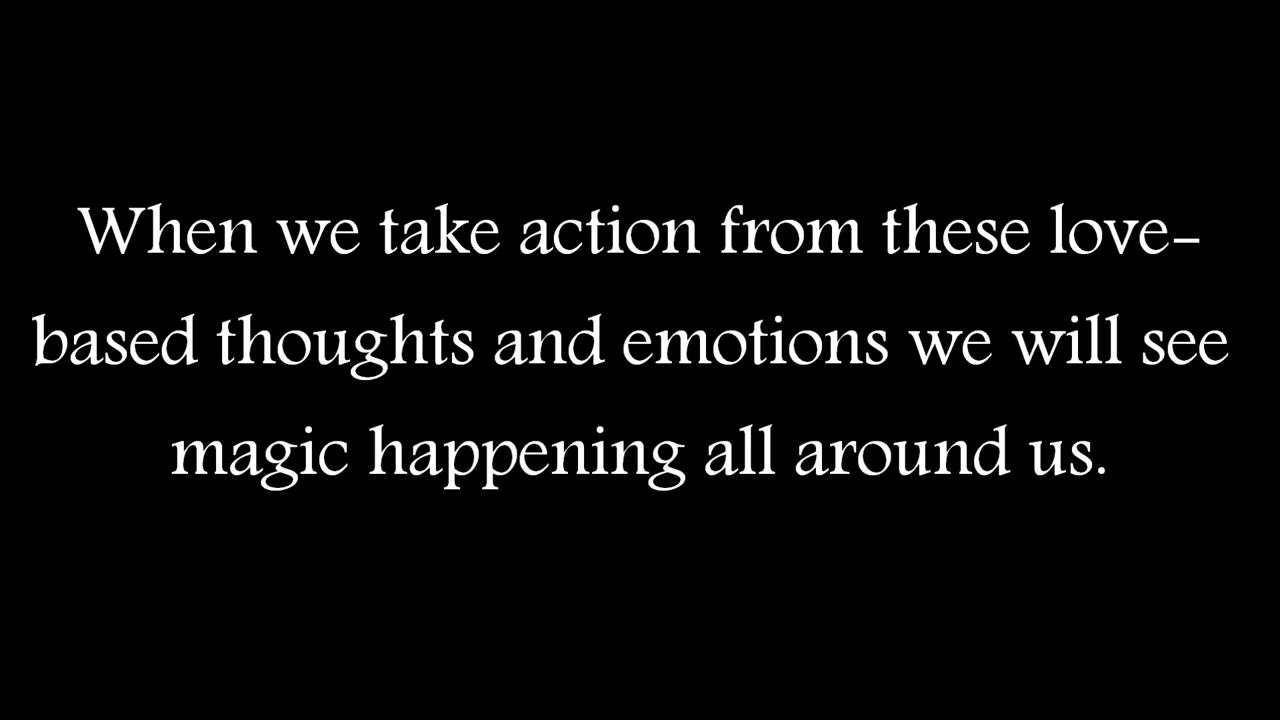 When we take action from these love-
based thoughts and emotions we will see
magic happening all around us.